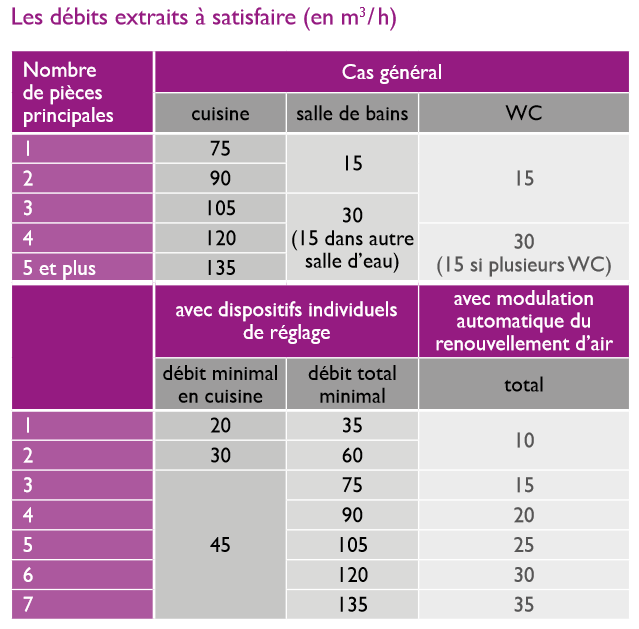 Les débits extraits à satisfaire (en m³/h)
Nombre
de pièces
principales
Cas général
cuisine salle de bains WC
1 75 15 15
2 90
3 105 30
(15 dans autre
salle d'eau)
4 120 30
(15 si plusieurs WC)
5 et plus 135
avec dispositifs individuels
de réglage
avec modulation
automatique du
renouvellement d'air
débit minimal
en cuisine
débit total
minimal
total
1 20 35 10
2 30 60
3 45 75 15
4 90 20
5 105 25
6 120 30
7 135 35